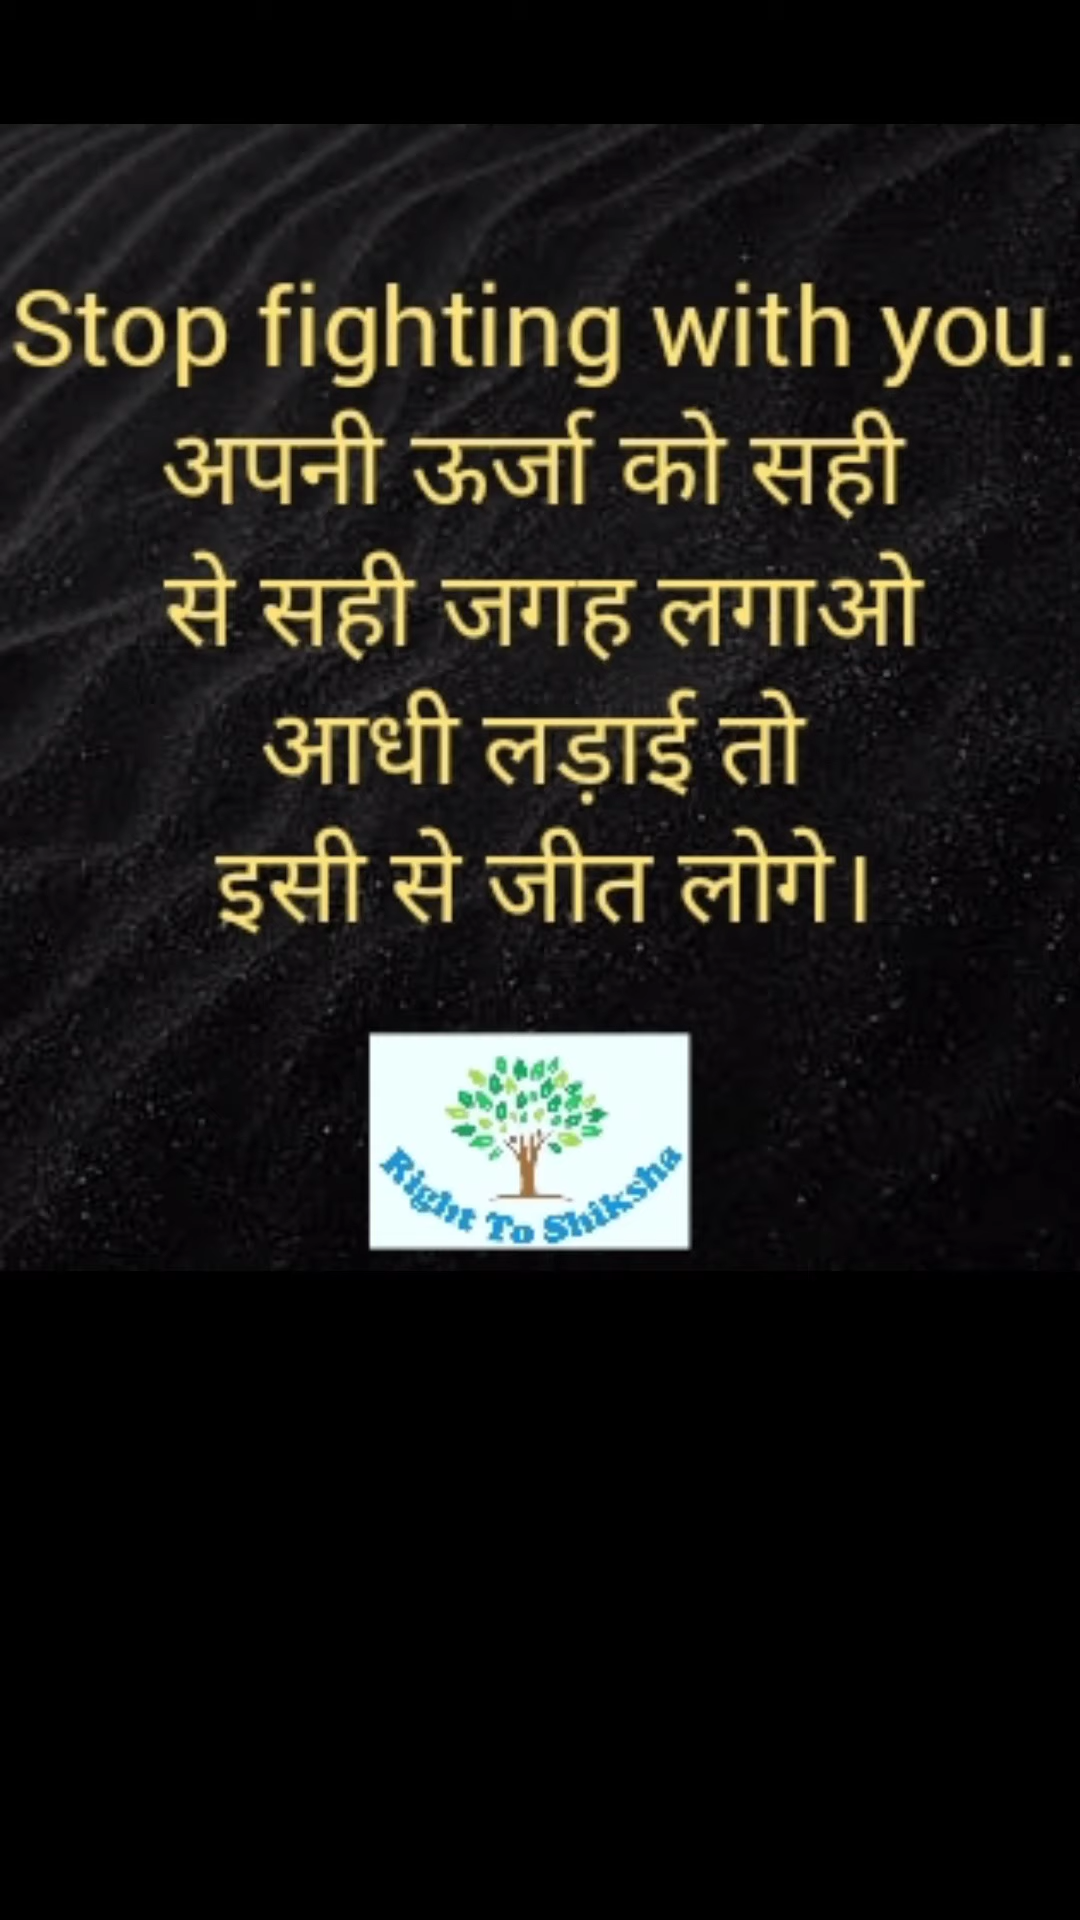 Stop fighting with you.
अपनी ऊर्जा को सही
से सही जगह लगाओ
आधी लड़ाई तो
इसी से जीत लोगे।
Right To Shiksha